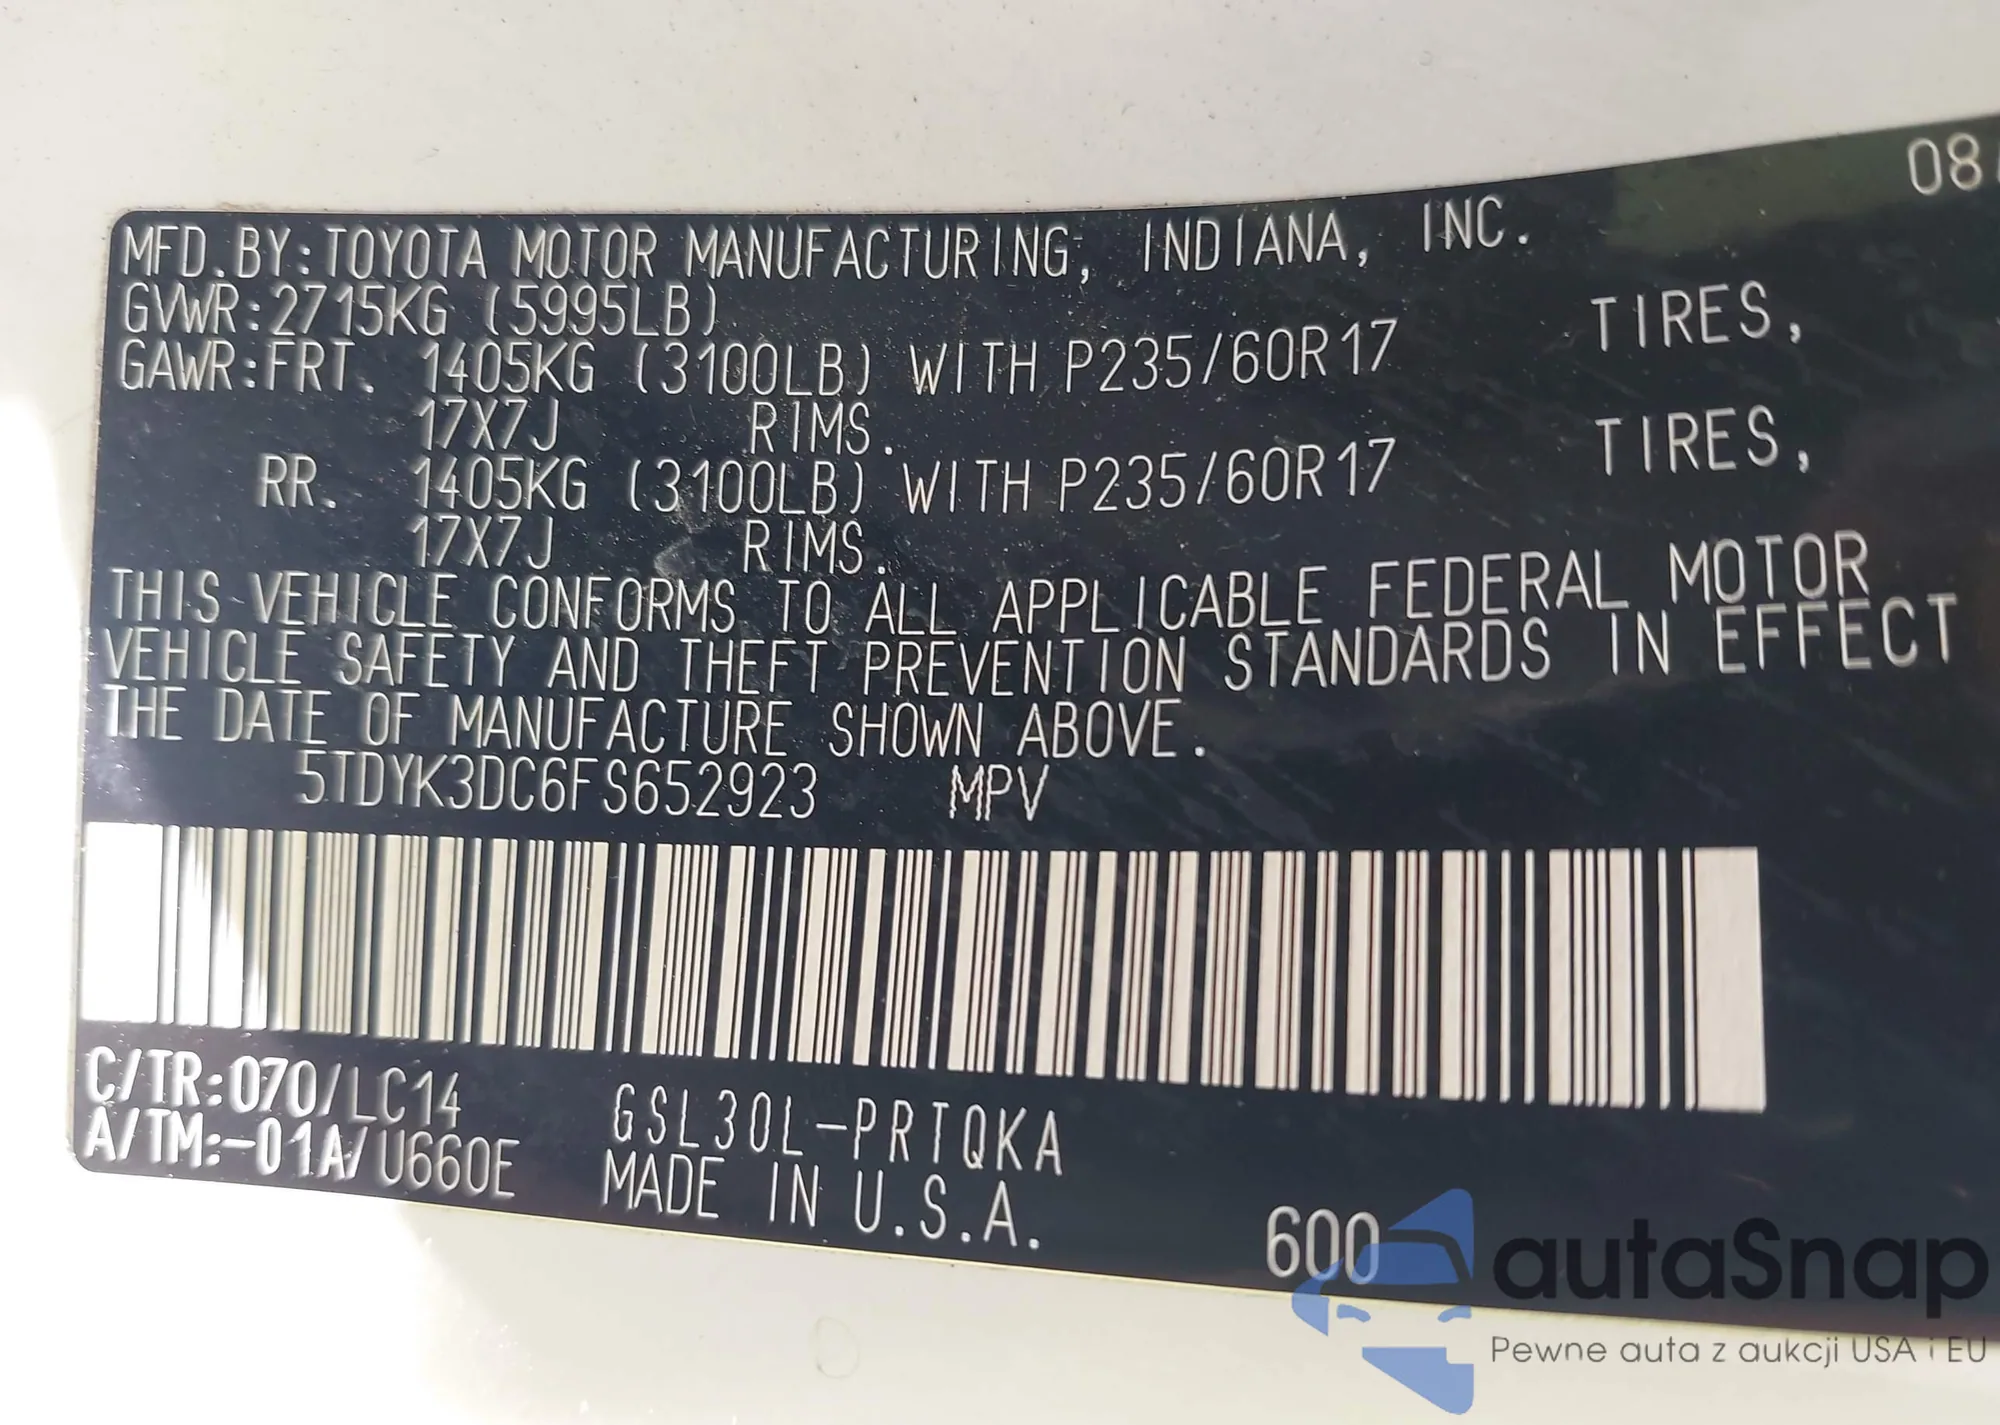 08/
MFD.BY:TOYOTA MOTOR MANUFACTURING, INDIANA, INC.
GVWR:2715KG (5995LB)
GAWR:FRT. 1405KG (3100LB) WITH P235/60R17 TIRES,
17X7J RIMS.
RR. 1405KG (3100LB) WITH P235/60R17 TIRES,
17X7J RIMS.
THIS VEHICLE CONFORMS TO ALL APPLICABLE FEDERAL MOTOR
VEHICLE SAFETY AND THEFT PREVENTION STANDARDS IN EFFECT
THE DATE OF MANUFACTURE SHOWN ABOVE.
5TDYK3DC6FS652923 MPV
C/TR:070/LC14 GSL30L-PRTQKA
A/TM:-01A/U660E MADE IN U.S.A.
600
autaSnap
Pewne auta z aukcji USA i EU